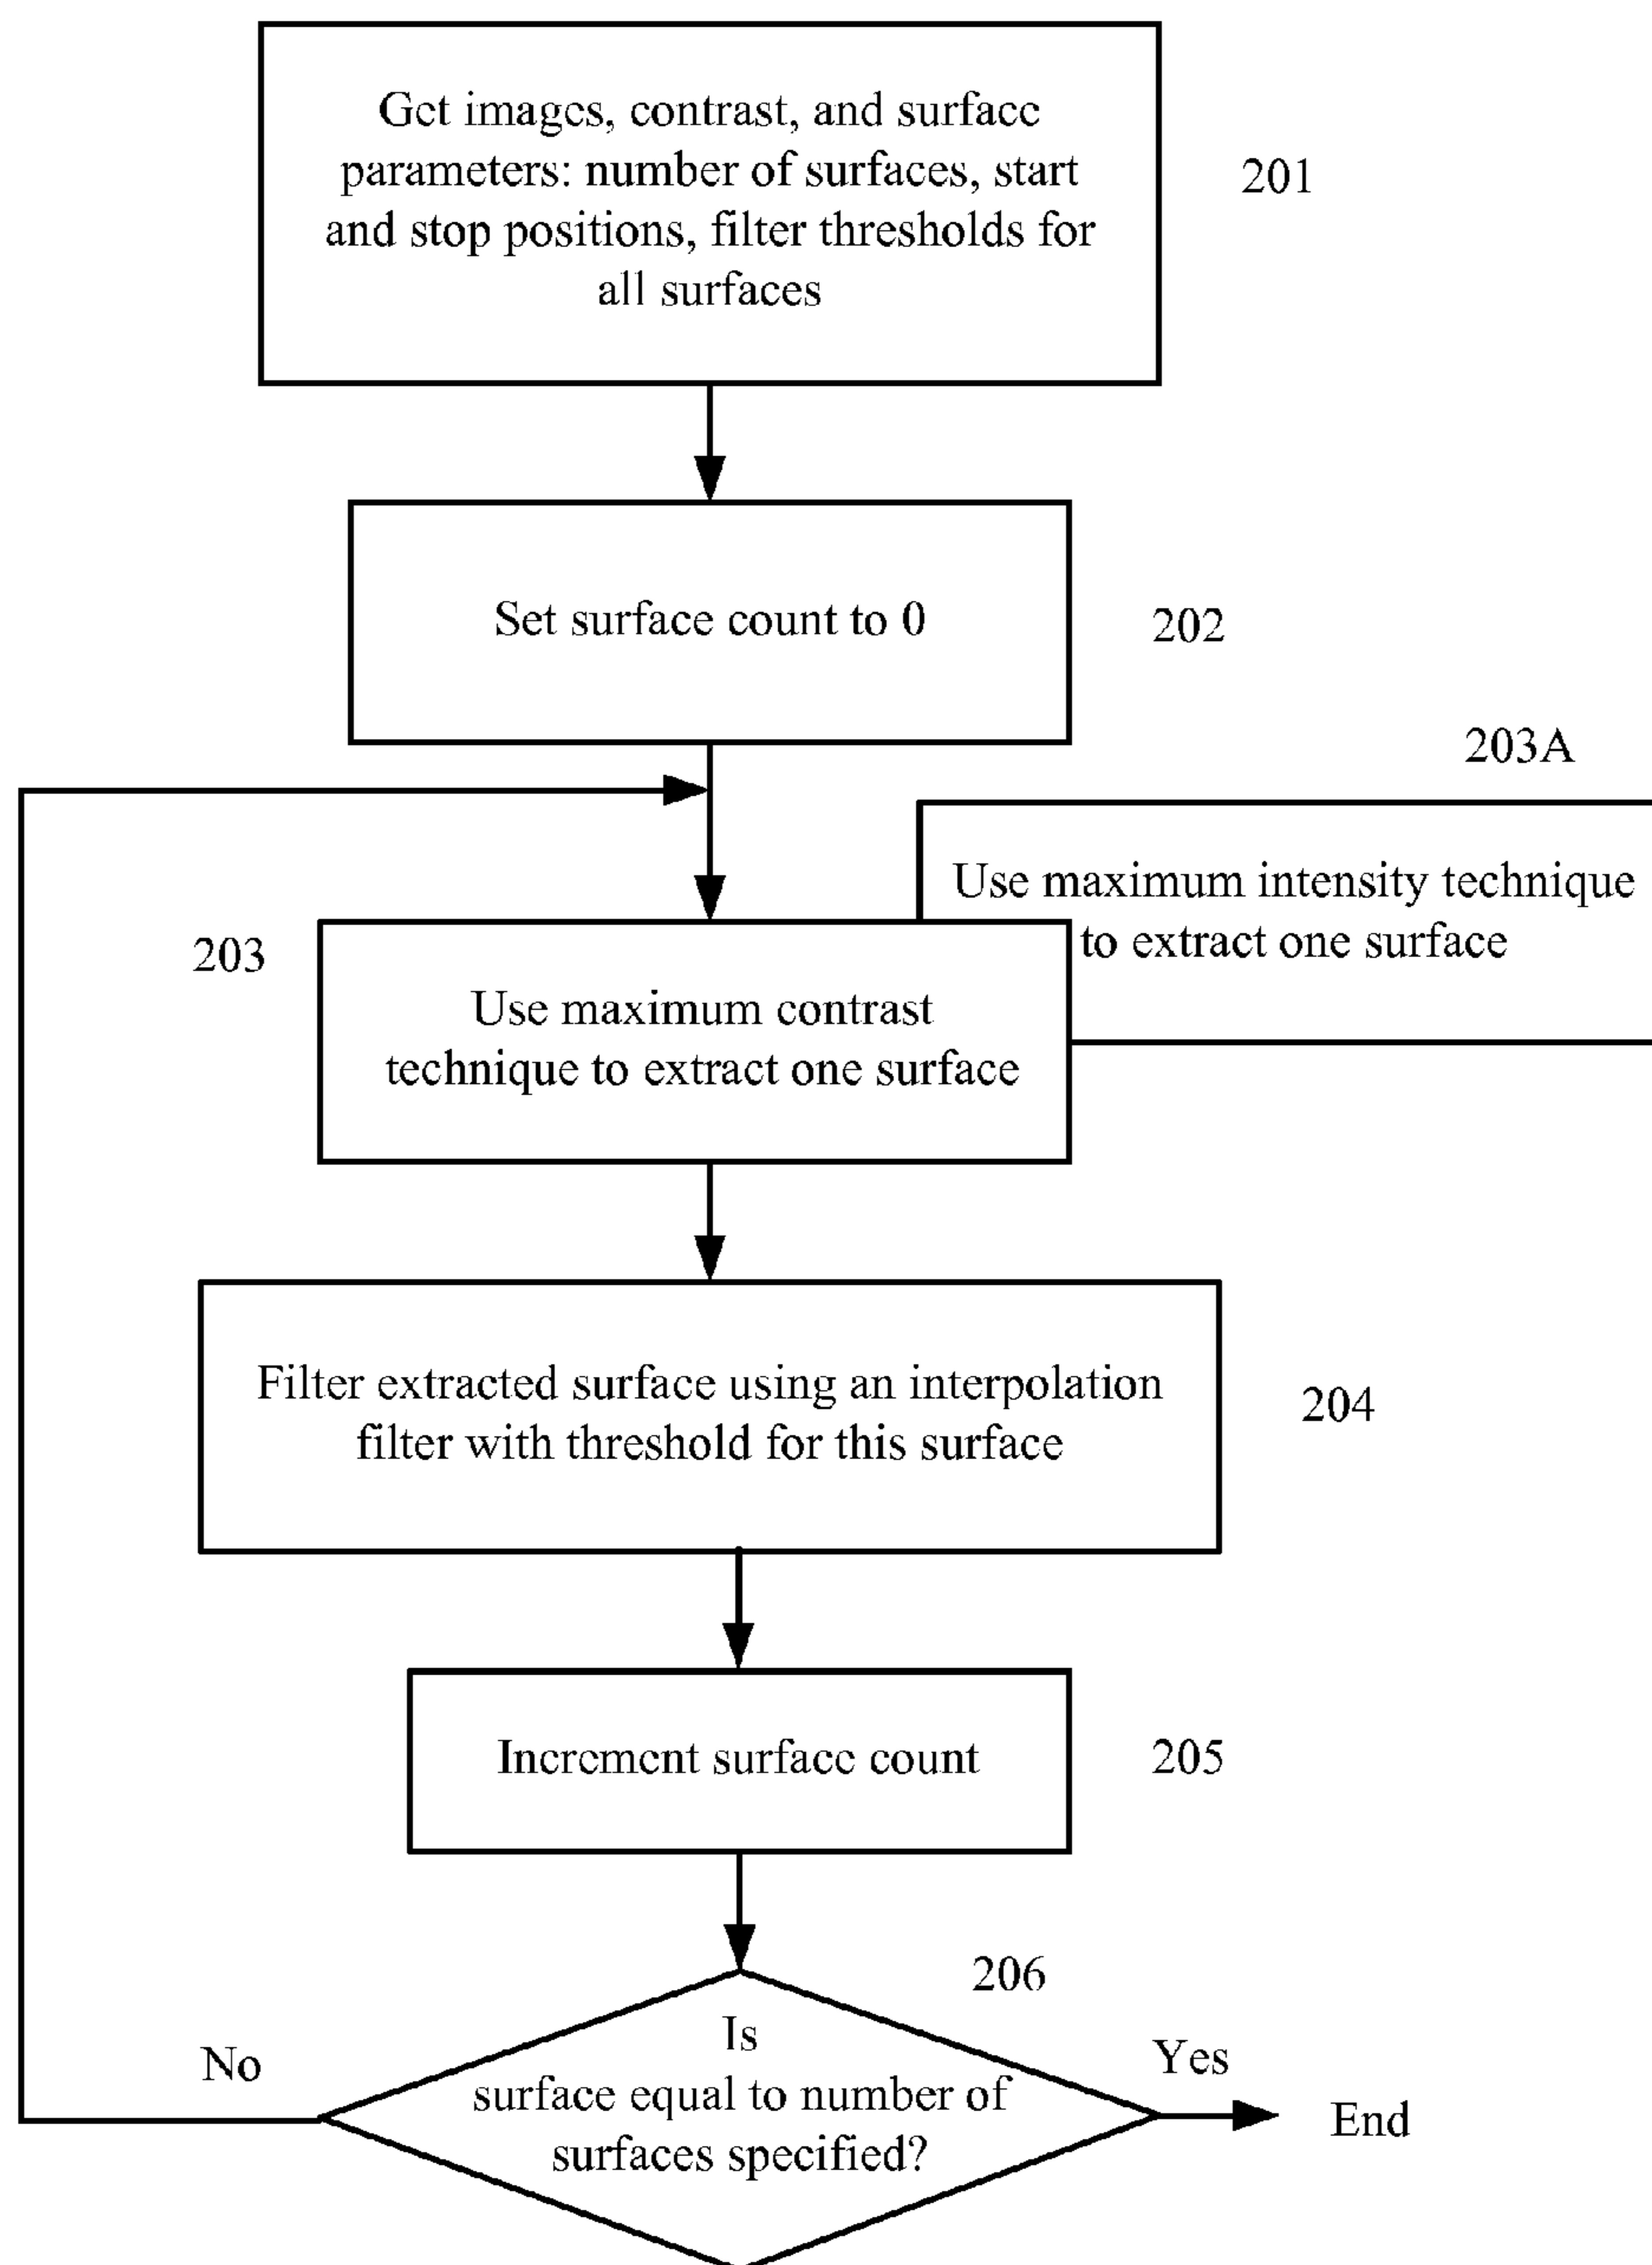 Get images, contrast, and surface
parameters: number of surfaces, start
and stop positions, filter thresholds for
all surfaces
201
Set surface count to 0
202
203A
Use maximum intensity technique
to extract one surface
203
Use maximum contrast
technique to extract one surface
Filter extracted surface using an interpolation
filter with threshold for this surface
204
Increment surface count
205
206
Is
surface equal to number of
surfaces specified?
No
Yes
End